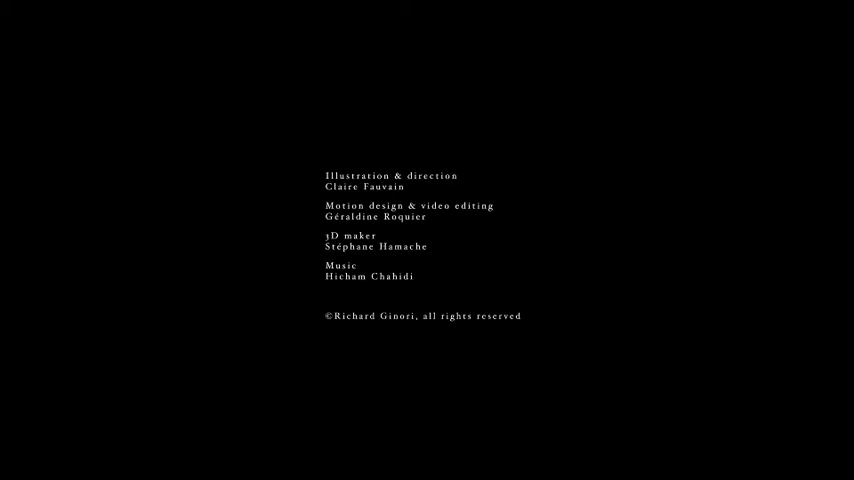 Illustration & direction
Claire Fauvain
Motion design & video editing
Géraldine Roquier
3D maker
Stéphane Hamache
Music
Hicham Chahidi
©Richard Ginori, all rights reserved